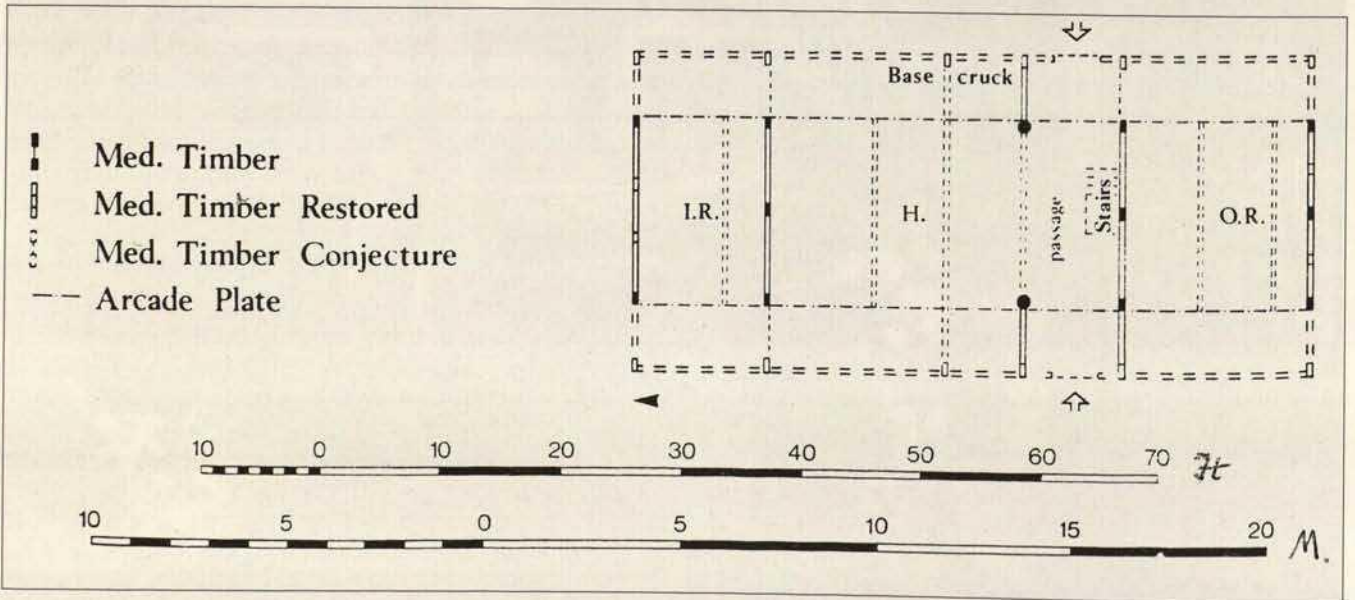 Base cruck
Med. Timber
Med. Timber Restored
Med. Timber Conjecture
Arcade Plate
I.R.
H.
passage
Stairs
O.R.
10 0 10 20 30 40 50 60 70 Ft
10 5 0 5 10 15 20 M.